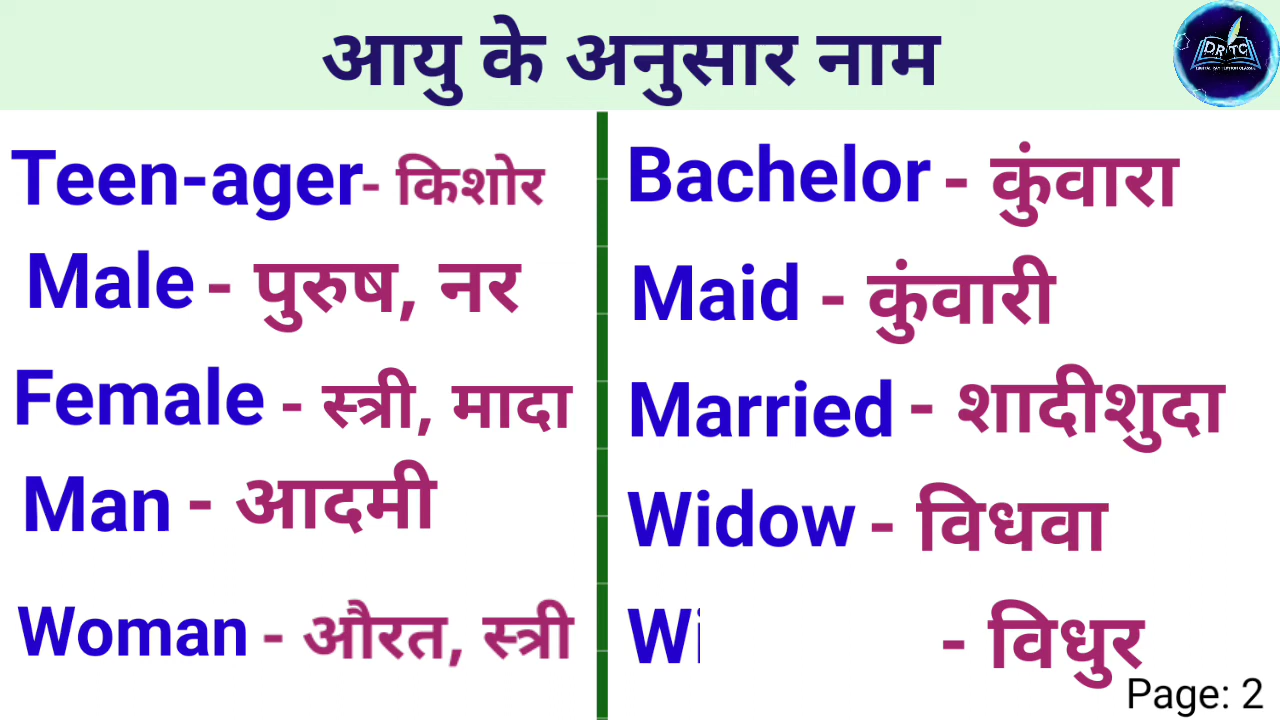 आयु के अनुसार नाम
DRTC
Teen-ager- किशोर
Male - पुरुष, नर
Female - स्त्री, मादा
Man - आदमी
Woman - औरत, स्त्री
Bachelor - कुंवारा
Maid - कुंवारी
Married - शादीशुदा
Widow - विधवा
Wi - विधुर
Page: 2